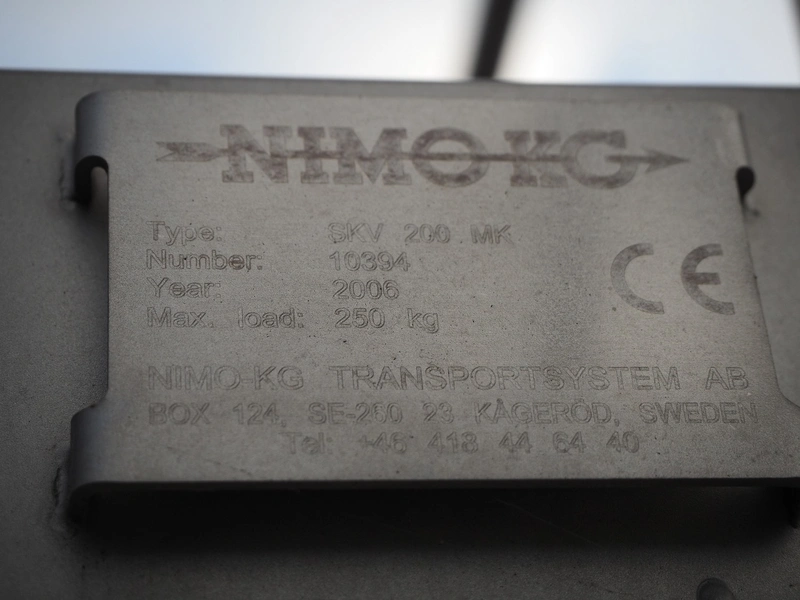 NIMO-KG
Type: SKV 200 MK
Number: 10394
Year: 2006
Max. load: 250 kg
CE
NIMO-KG TRANSPORTSYSTEM AB
BOX 124, SE-260 23 KÅGERÖD, SWEDEN
Tel: +46 418 44 64 40